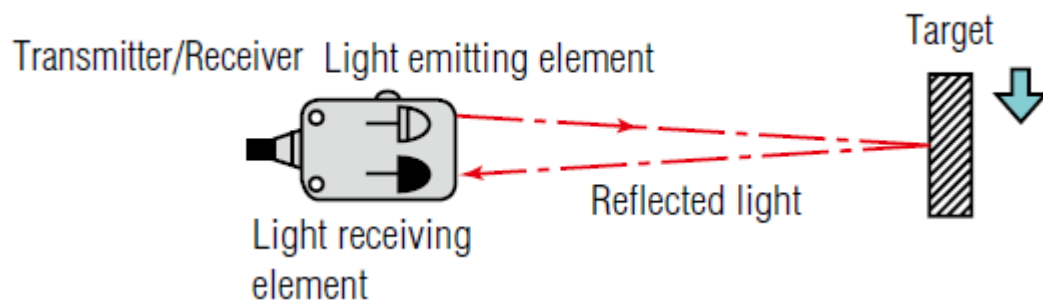 Target
Transmitter/Receiver Light emitting element
Reflected light
Light receiving
element